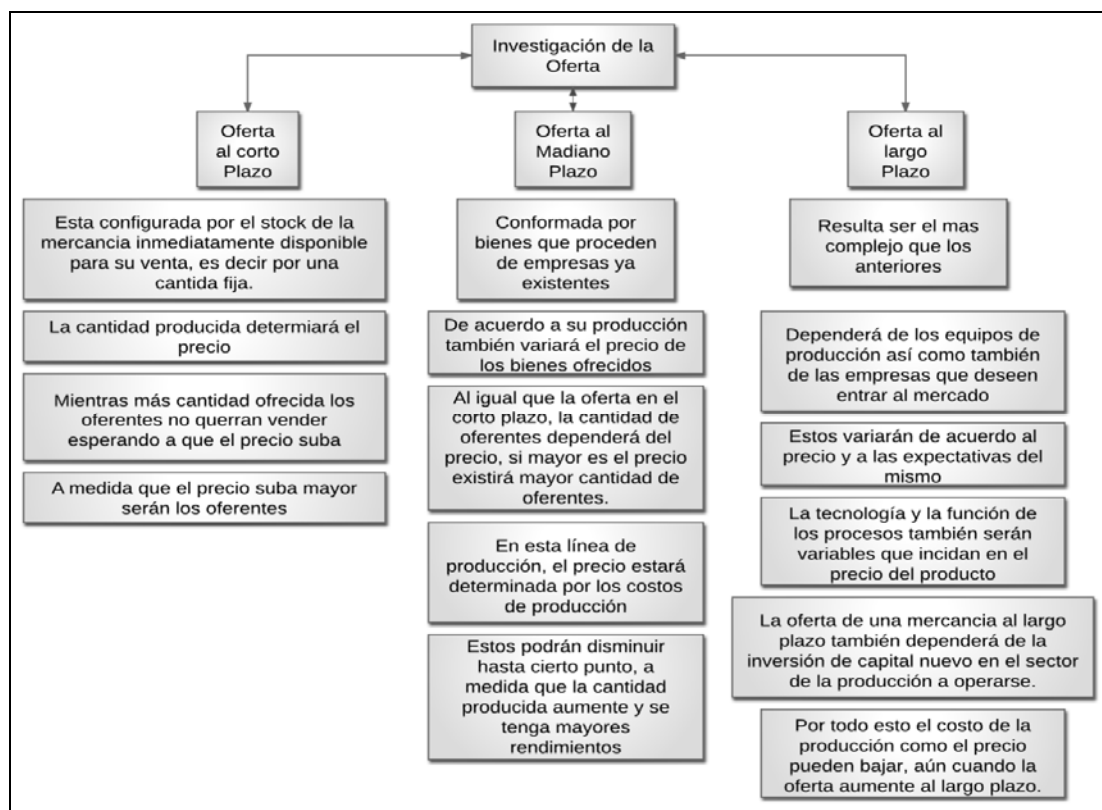 Investigación de la
Oferta
Oferta
al corto
Plazo
Esta configurada por el stock de la
mercancia inmediatamente disponible
para su venta, es decir por una
cantida fija.
La cantidad producida determiará el
precio
Mientras más cantidad ofrecida los
oferentes no querran vender
esperando a que el precio suba
A medida que el precio suba mayor
serán los oferentes
Oferta al
Madiano
Plazo
Conformada por
bienes que proceden
de empresas ya
existentes
De acuerdo a su producción
también variará el precio de
los bienes ofrecidos
Al igual que la oferta en el
corto plazo, la cantidad de
oferentes dependerá del
precio, si mayor es el precio
existirá mayor cantidad de
oferentes.
En esta línea de
producción, el precio estará
determinada por los costos
de producción
Estos podrán disminuir
hasta cierto punto, a
medida que la cantidad
producida aumente y se
tenga mayores
rendimientos
Oferta al
largo
Plazo
Resulta ser el mas
complejo que los
anteriores
Dependerá de los equipos de
producción así como también
de las empresas que deseen
entrar al mercado
Estos variarán de acuerdo al
precio y a las expectativas del
mismo
La tecnología y la función de
los procesos también serán
variables que incidan en el
precio del producto
La oferta de una mercancia al largo
plazo también dependerá de la
inversión de capital nuevo en el sector
de la producción a operarse.
Por todo esto el costo de la
producción como el precio
pueden bajar, aún cuando la
oferta aumente al largo plazo.